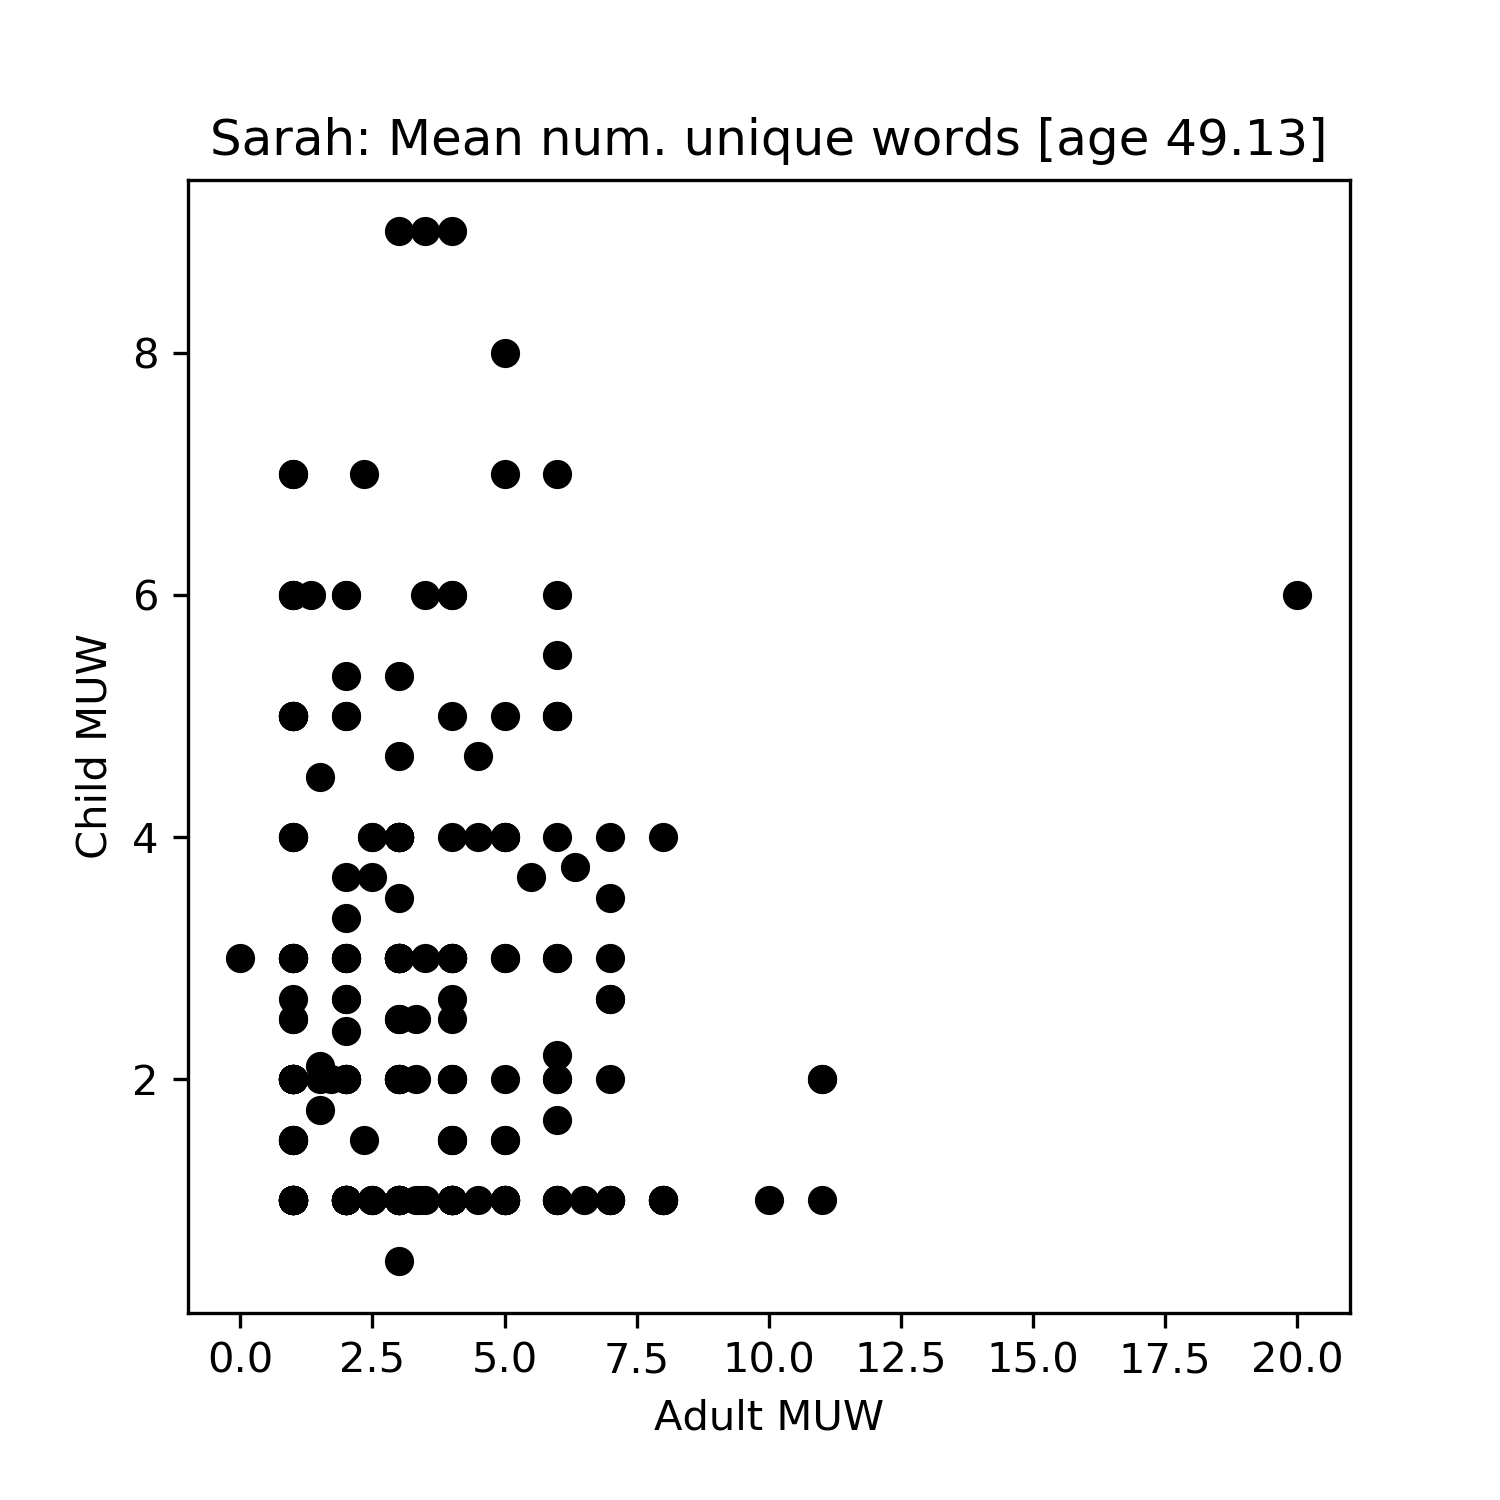 Sarah: Mean num. unique words [age 49.13]
8
6
4
2
Child MUW
0.0 2.5 5.0 7.5 10.0 12.5 15.0 17.5 20.0
Adult MUW